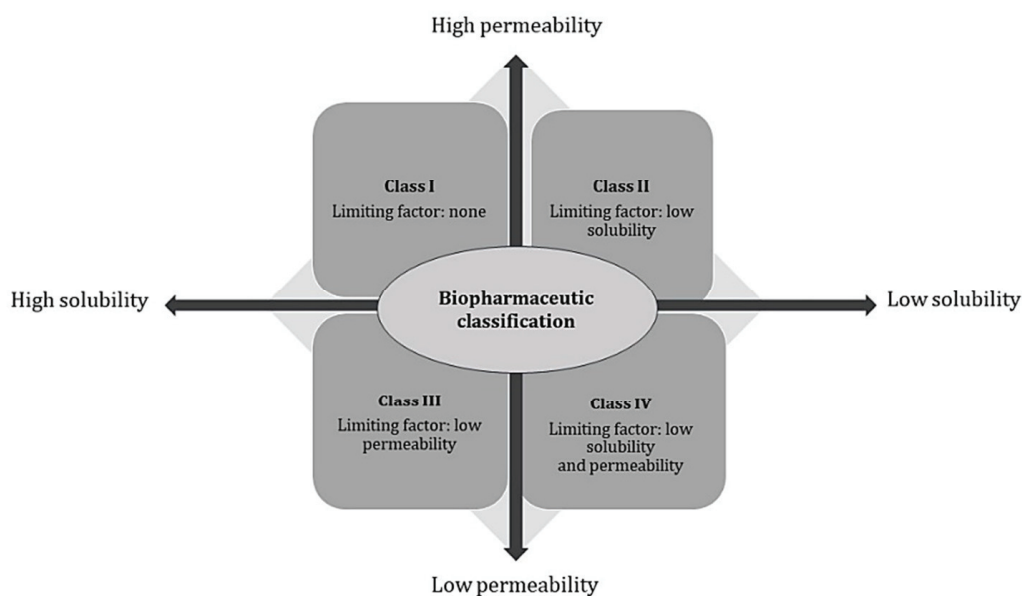 High permeability
Class I
Limiting factor: none
Class II
Limiting factor: low
solubility
High solubility
Biopharmaceutic
classification
Low solubility
Class III
Limiting factor: low
permeability
Class IV
Limiting factor: low
solubility
and permeability
Low permeability